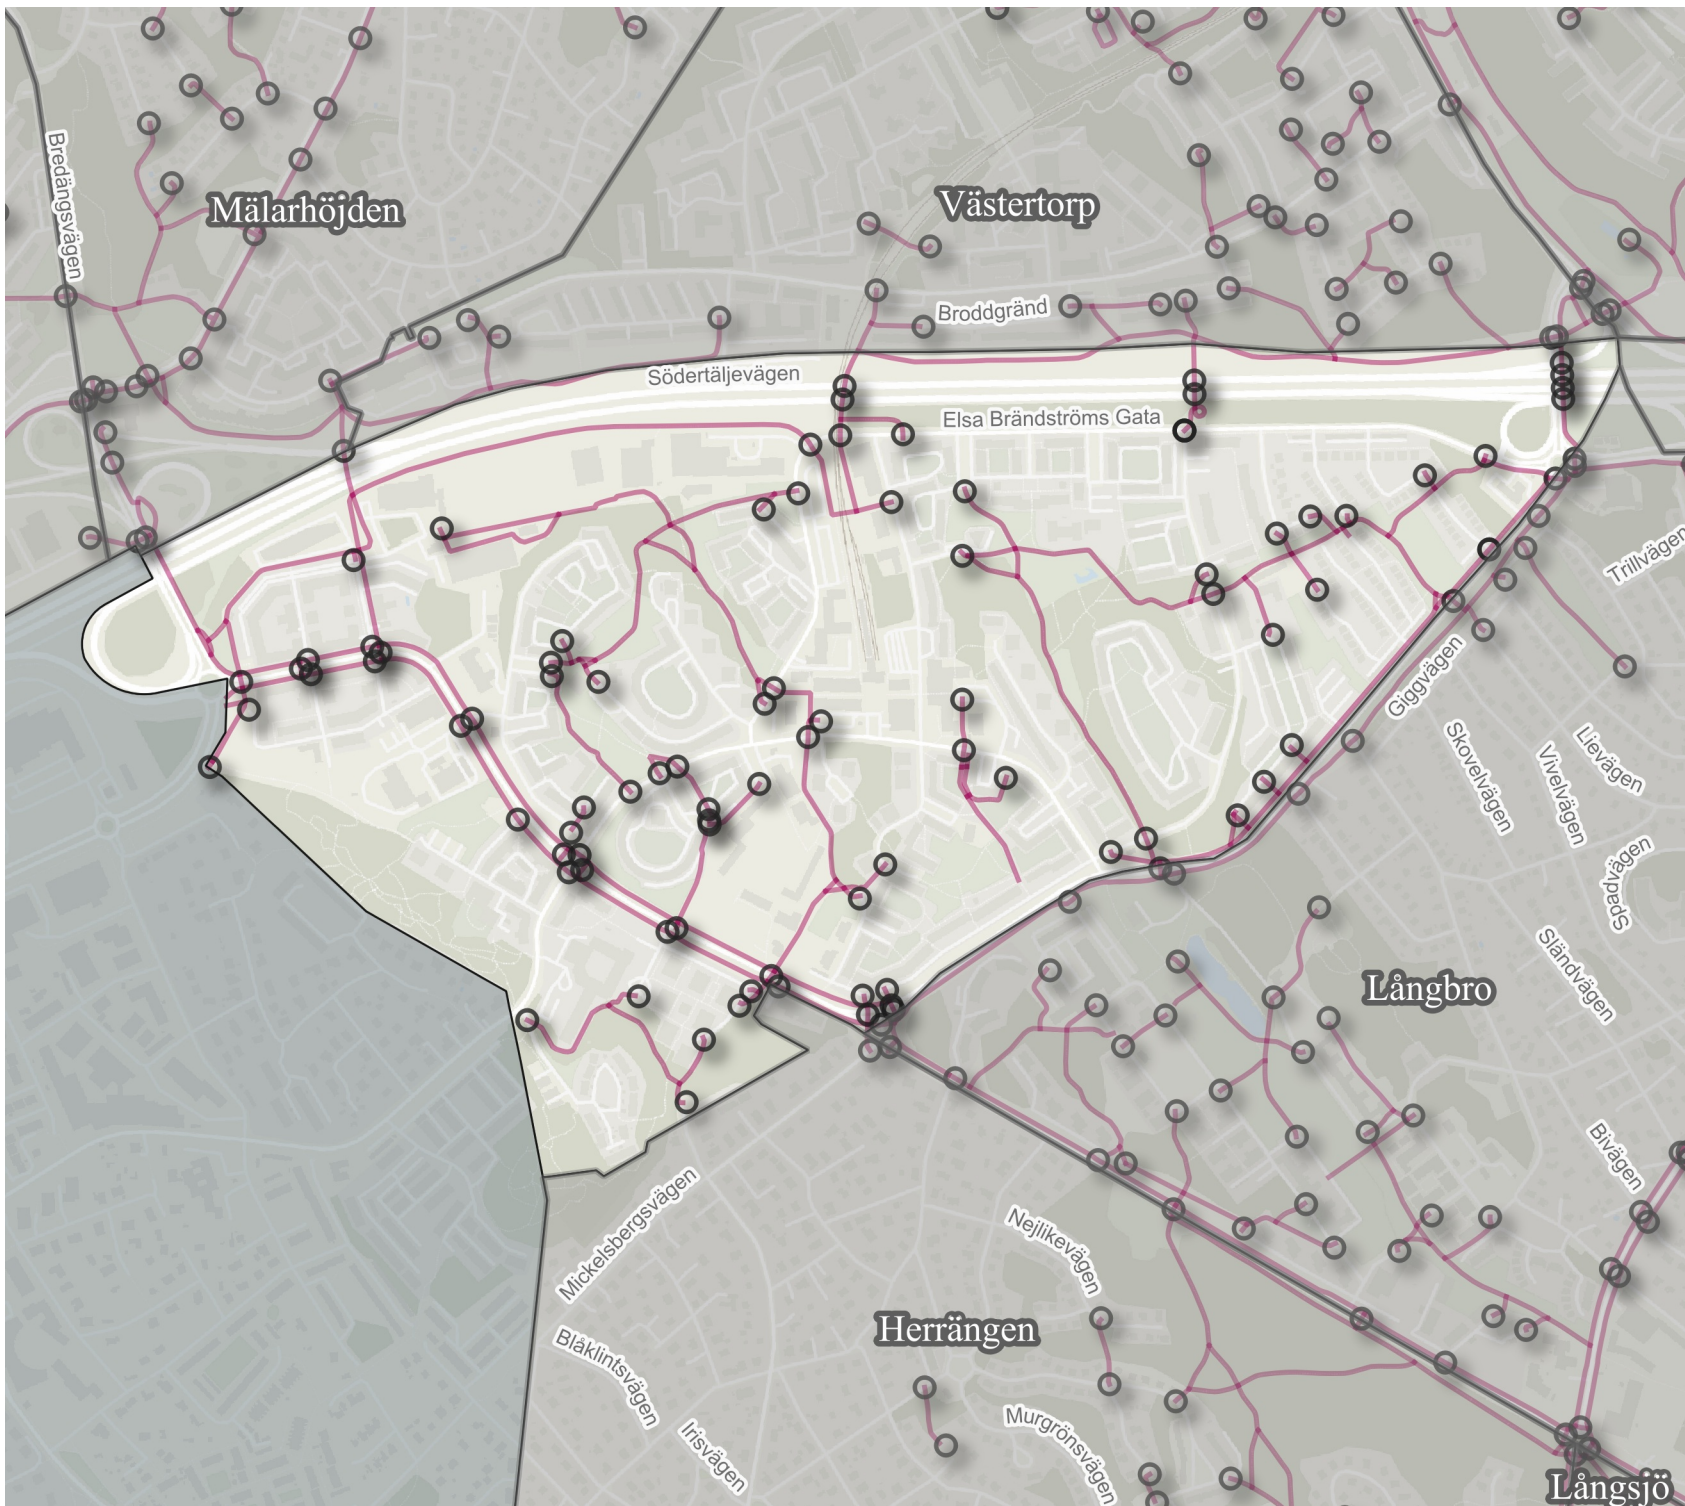 Bredängsvägen
Mälarhöjden
Västertorp
Broddgränd
Södertäljevägen
Elsa Brändströms Gata
Trillvägen
Giggvägen
Skovelvägen
Vivelvägen
Lievägen
Spadvägen
Sländvägen
Långbro
Bivägen
Mickelsbergsvägen
Nejlikevägen
Herrängen
Blåklintsvägen
Irisvägen
Murgrönsvägen
Långsjö